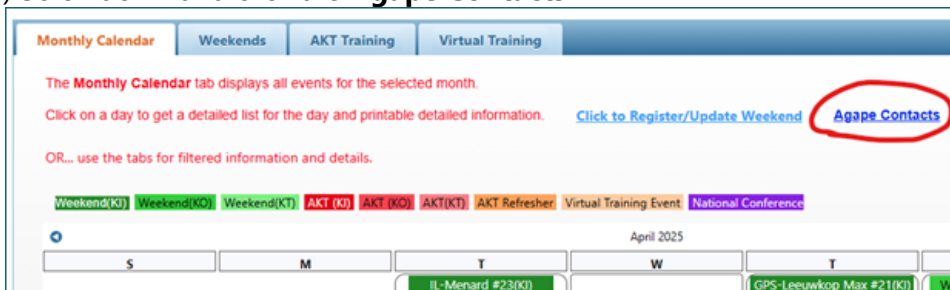 Monthly Calendar Weekends AKT Training Virtual Training
The Monthly Calendar tab displays all events for the selected month.
Click on a day to get a detailed list for the day and printable detailed information. Click to Register/Update Weekend Agape Contacts
OR... use the tabs for filtered information and details.
Weekend(KI) Weekend(KO) Weekend(KT) AKT (KI) AKT (KO) AKT(KT) AKT Refresher Virtual Training Event National Conference
April 2025
S M T W T
IL-Menard #23(KI) GPS-Leeuwkop Max #21(KI)